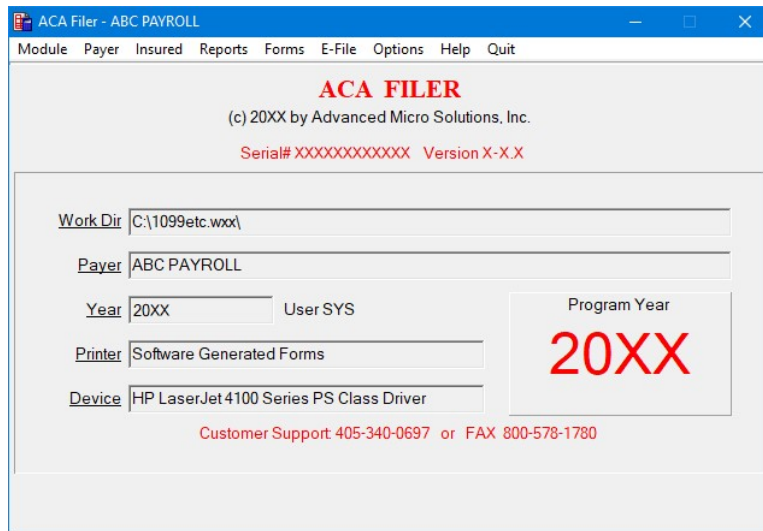 ACA Filer - ABC PAYROLL
Module Payer Insured Reports Forms E-File Options Help Quit
ACA FILER
(c) 20XX by Advanced Micro Solutions, Inc.
Serial# XXXXXXXXXXXX Version X-X.X
Work Dir C:\1099etc.wxx\
Payer ABC PAYROLL
Year 20XX User SYS
Program Year
20XX
Printer Software Generated Forms
Device HP LaserJet 4100 Series PS Class Driver
Customer Support: 405-340-0697 or FAX 800-578-1780